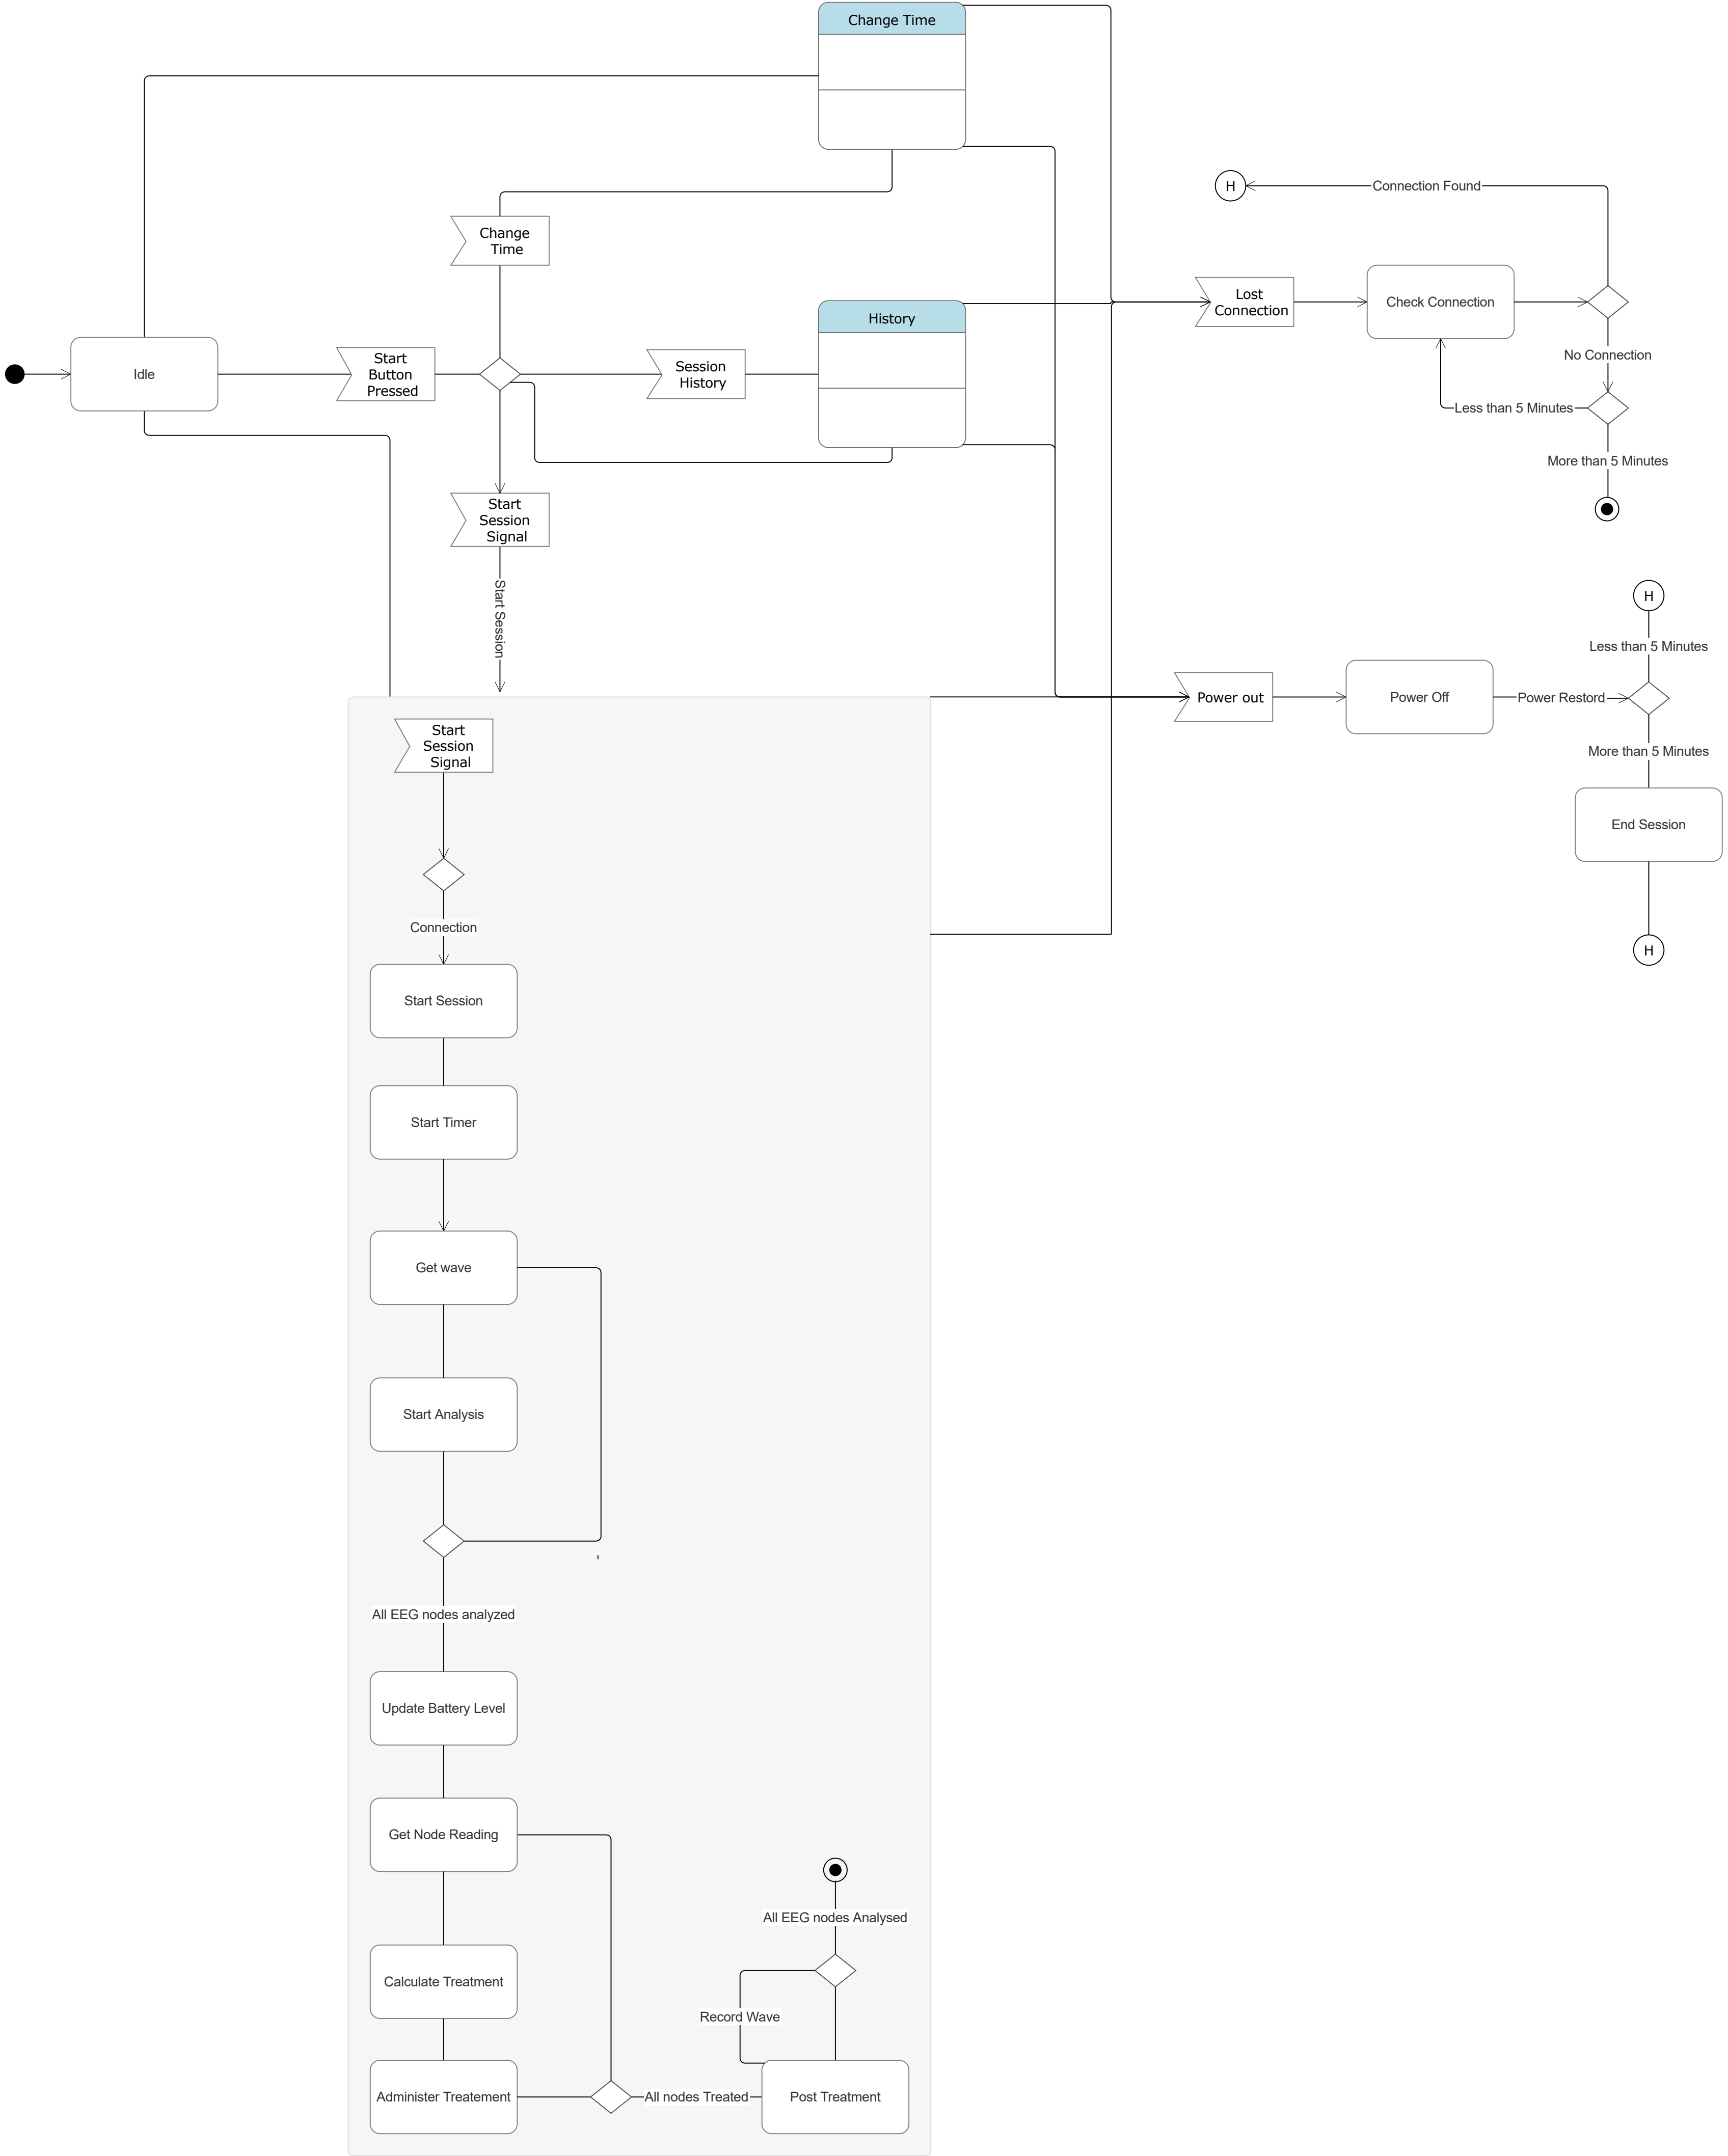 Change Time
Connection Found
H
Change
Time
Lost
Connection
Check Connection
History
No Connection
Idle
Start
Button
Pressed
Session
History
Less than 5 Minutes
More than 5 Minutes
Start
Session
Signal
Start Session
H
Less than 5 Minutes
Power out
Power Off
Power Restord
More than 5 Minutes
End Session
H
Start
Session
Signal
Connection
Start Session
Start Timer
Get wave
Start Analysis
All EEG nodes analyzed
Update Battery Level
Get Node Reading
All EEG nodes Analysed
Calculate Treatment
Record Wave
Administer Treatement
All nodes Treated
Post Treatment